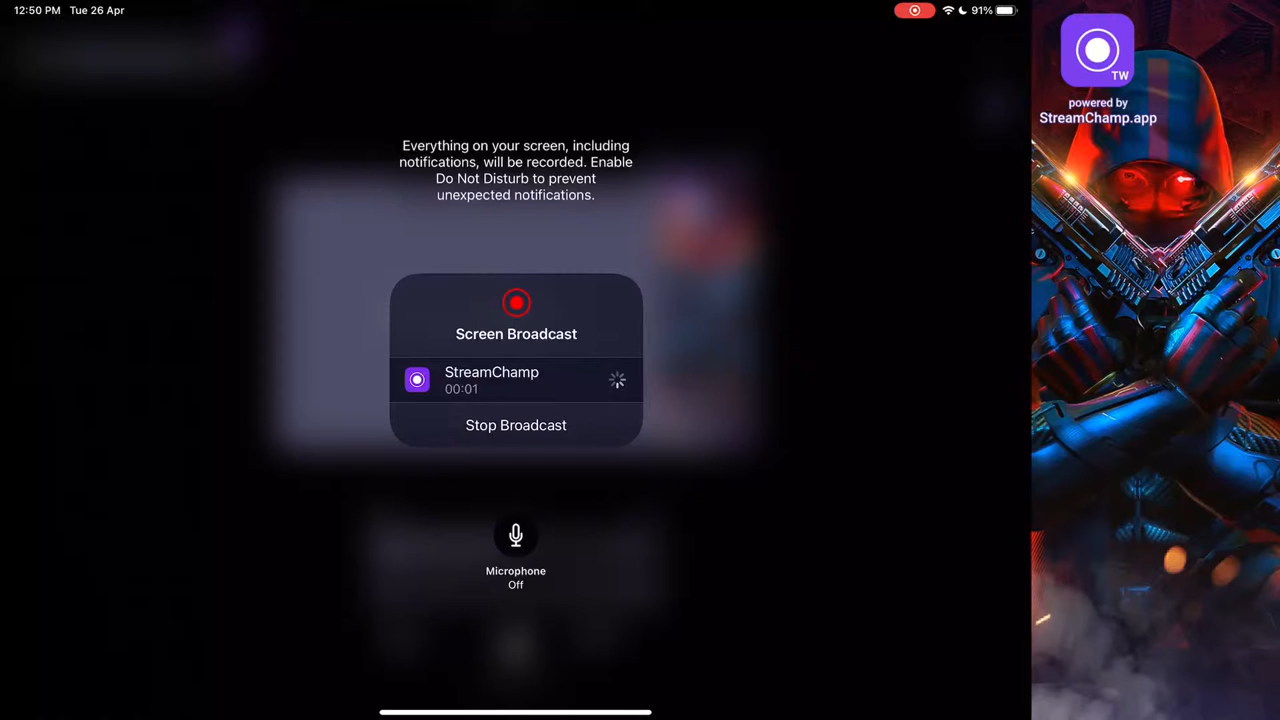 12:50 PM Tue 26 Apr
91%
TW
powered by
StreamChamp.app
Everything on your screen, including
notifications, will be recorded. Enable
Do Not Disturb to prevent
unexpected notifications.
Screen Broadcast
StreamChamp
00:01
Stop Broadcast
Microphone
Off